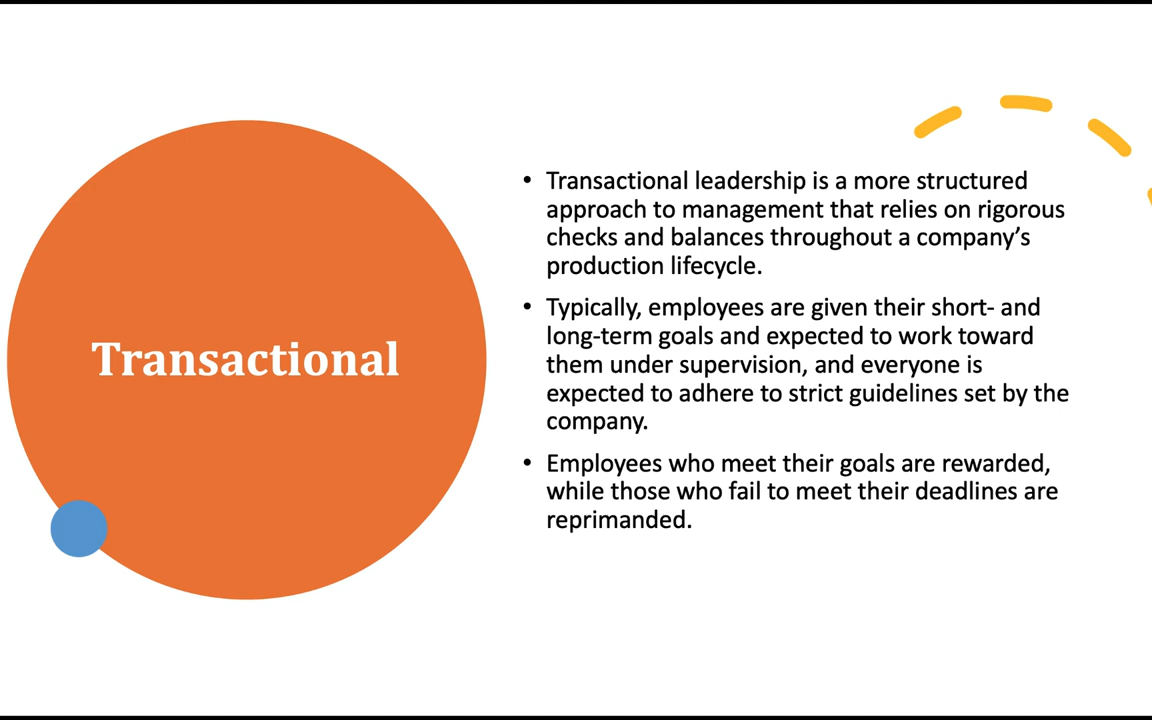 Transactional
• Transactional leadership is a more structured
approach to management that relies on rigorous
checks and balances throughout a company’s
production lifecycle.
• Typically, employees are given their short- and
long-term goals and expected to work toward
them under supervision, and everyone is
expected to adhere to strict guidelines set by the
company.
• Employees who meet their goals are rewarded,
while those who fail to meet their deadlines are
reprimanded.